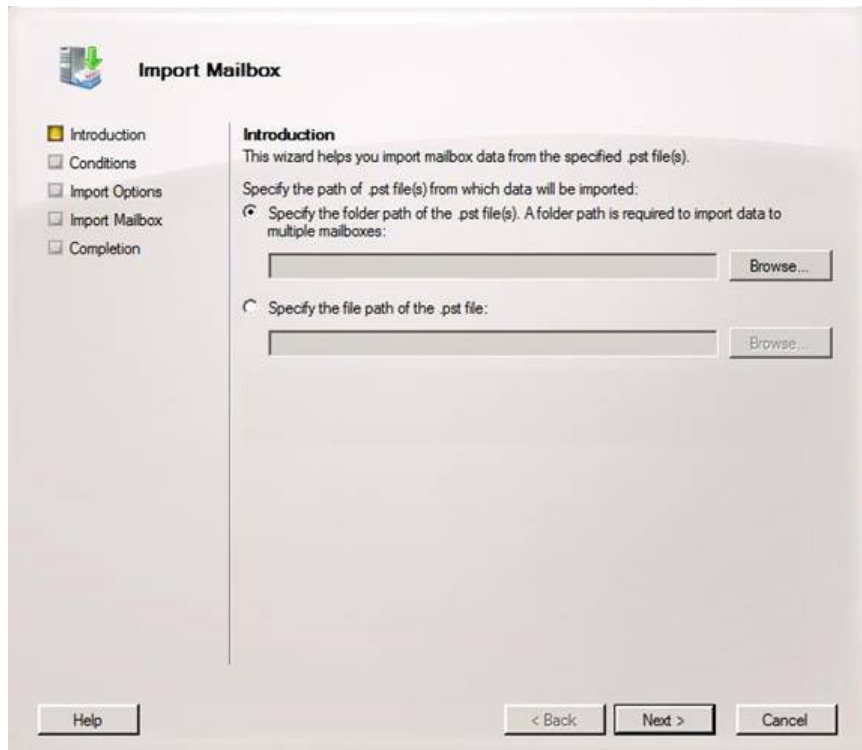 Import Mailbox
Introduction
Conditions
Import Options
Import Mailbox
Completion
Introduction
This wizard helps you import mailbox data from the specified .pst file(s).
Specify the path of .pst file(s) from which data will be imported:
Specify the folder path of the .pst file(s). A folder path is required to import data to
multiple mailboxes:
Browse...
Specify the file path of the .pst file:
Browse...
Help
< Back
Next >
Cancel